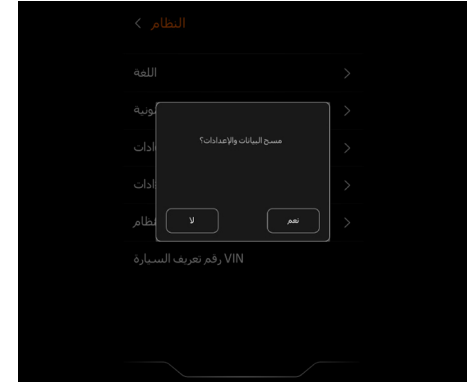 النظام
اللغة
مسح البيانات والإعدادات؟
نعم
لا
VIN رقم تعريف السيارة